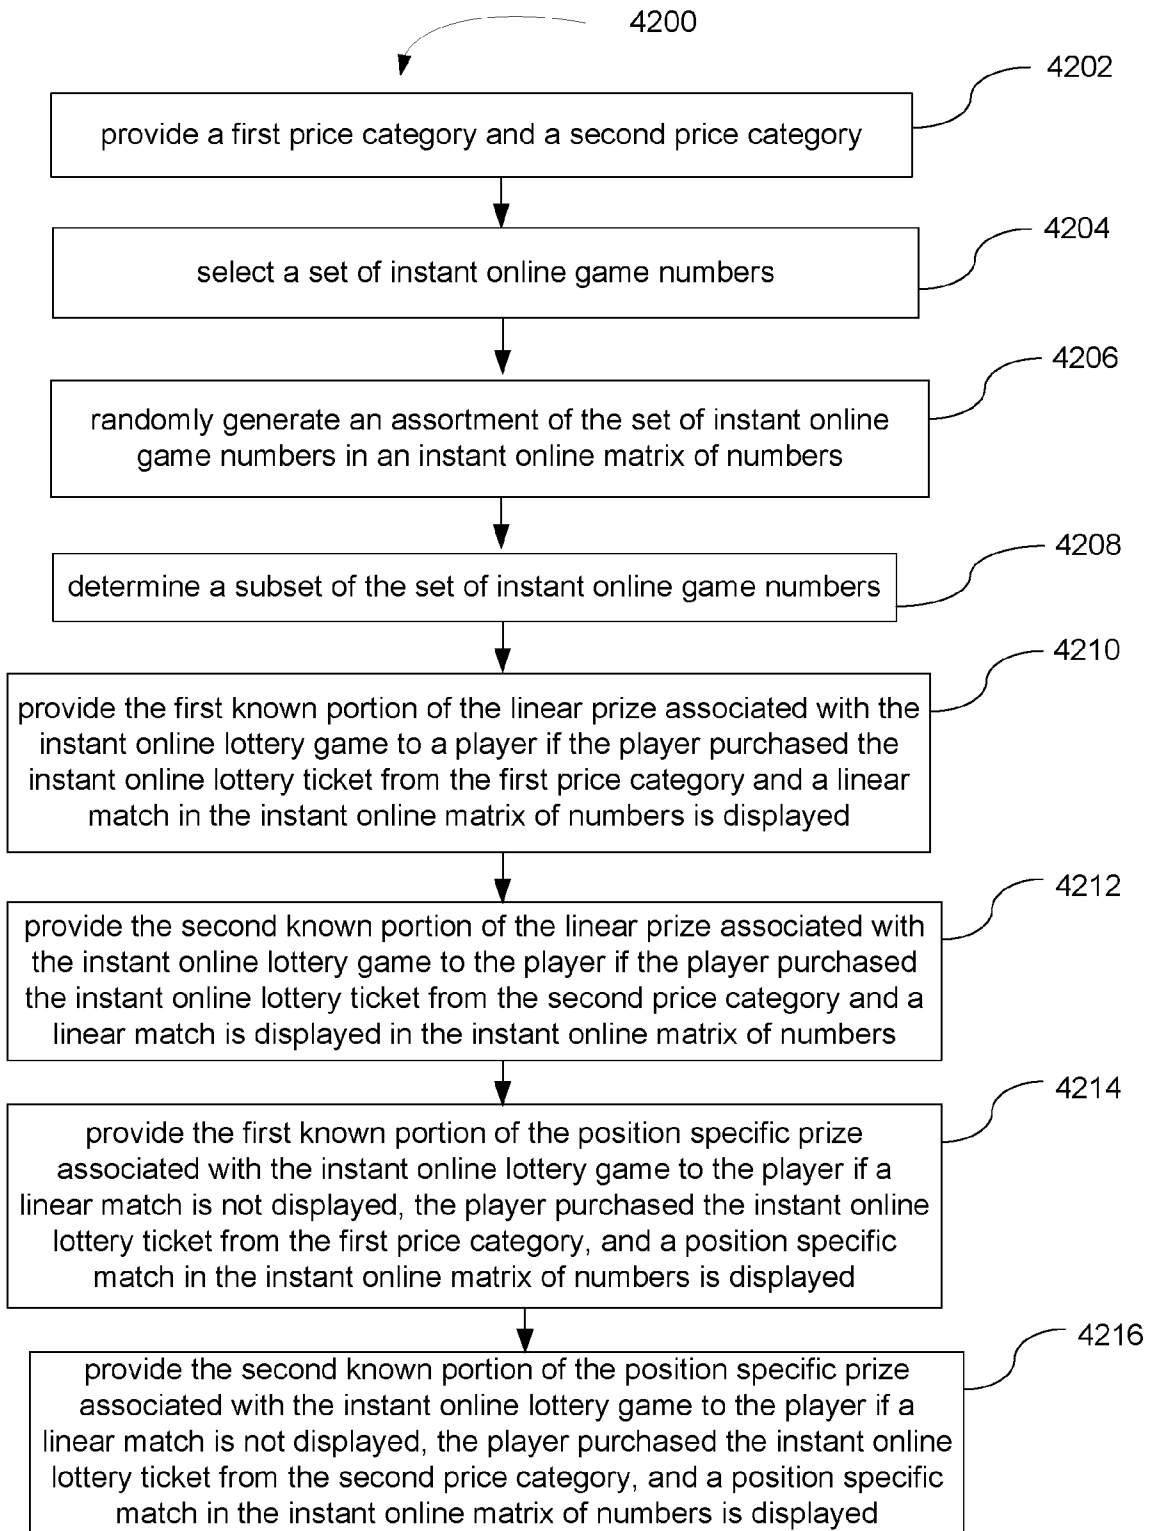 4200
4202
provide a first price category and a second price category
4204
select a set of instant online game numbers
4206
randomly generate an assortment of the set of instant online
game numbers in an instant online matrix of numbers
4208
determine a subset of the set of instant online game numbers
4210
provide the first known portion of the linear prize associated with the
instant online lottery game to a player if the player purchased the
instant online lottery ticket from the first price category and a linear
match in the instant online matrix of numbers is displayed
4212
provide the second known portion of the linear prize associated with
the instant online lottery game to the player if the player purchased
the instant online lottery ticket from the second price category and a
linear match is displayed in the instant online matrix of numbers
4214
provide the first known portion of the position specific prize
associated with the instant online lottery game to the player if a
linear match is not displayed, the player purchased the instant online
lottery ticket from the first price category, and a position specific
match in the instant online matrix of numbers is displayed
4216
provide the second known portion of the position specific prize
associated with the instant online lottery game to the player if a
linear match is not displayed, the player purchased the instant online
lottery ticket from the second price category, and a position specific
match in the instant online matrix of numbers is displayed